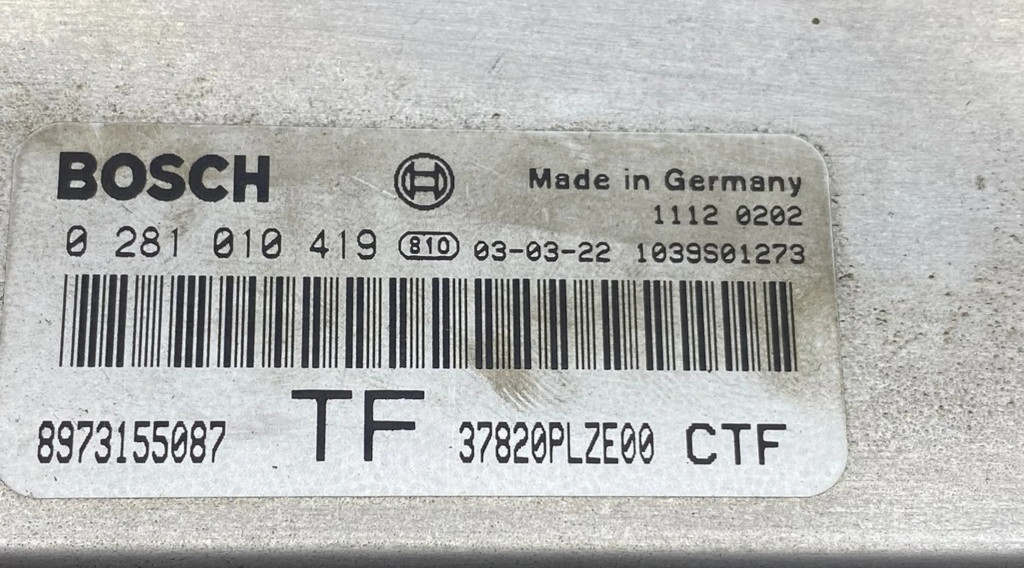 BOSCH Made in Germany
1112 0202
0 281 010 419 810 03-03-22 1039S01273
8973155087 TF 37820PLZE00 CTF